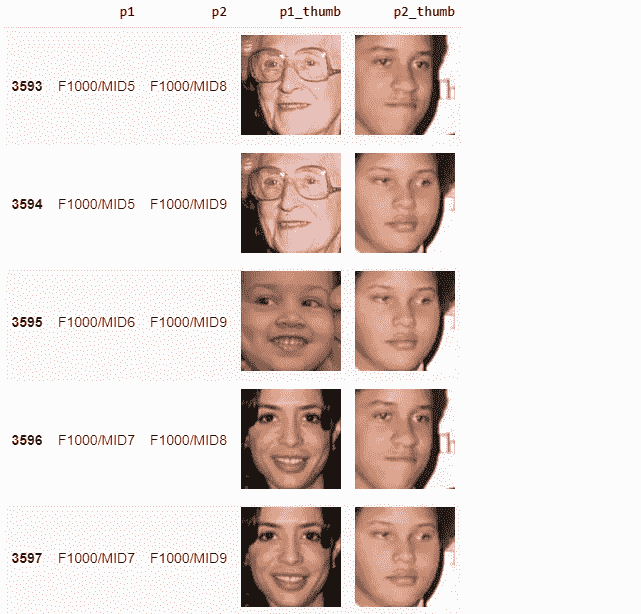 p1 p2 p1_thumb p2_thumb
3593 F1000/MID5 F1000/MID8
3594 F1000/MID5 F1000/MID9
3595 F1000/MID6 F1000/MID9
3596 F1000/MID7 F1000/MID8
3597 F1000/MID7 F1000/MID9